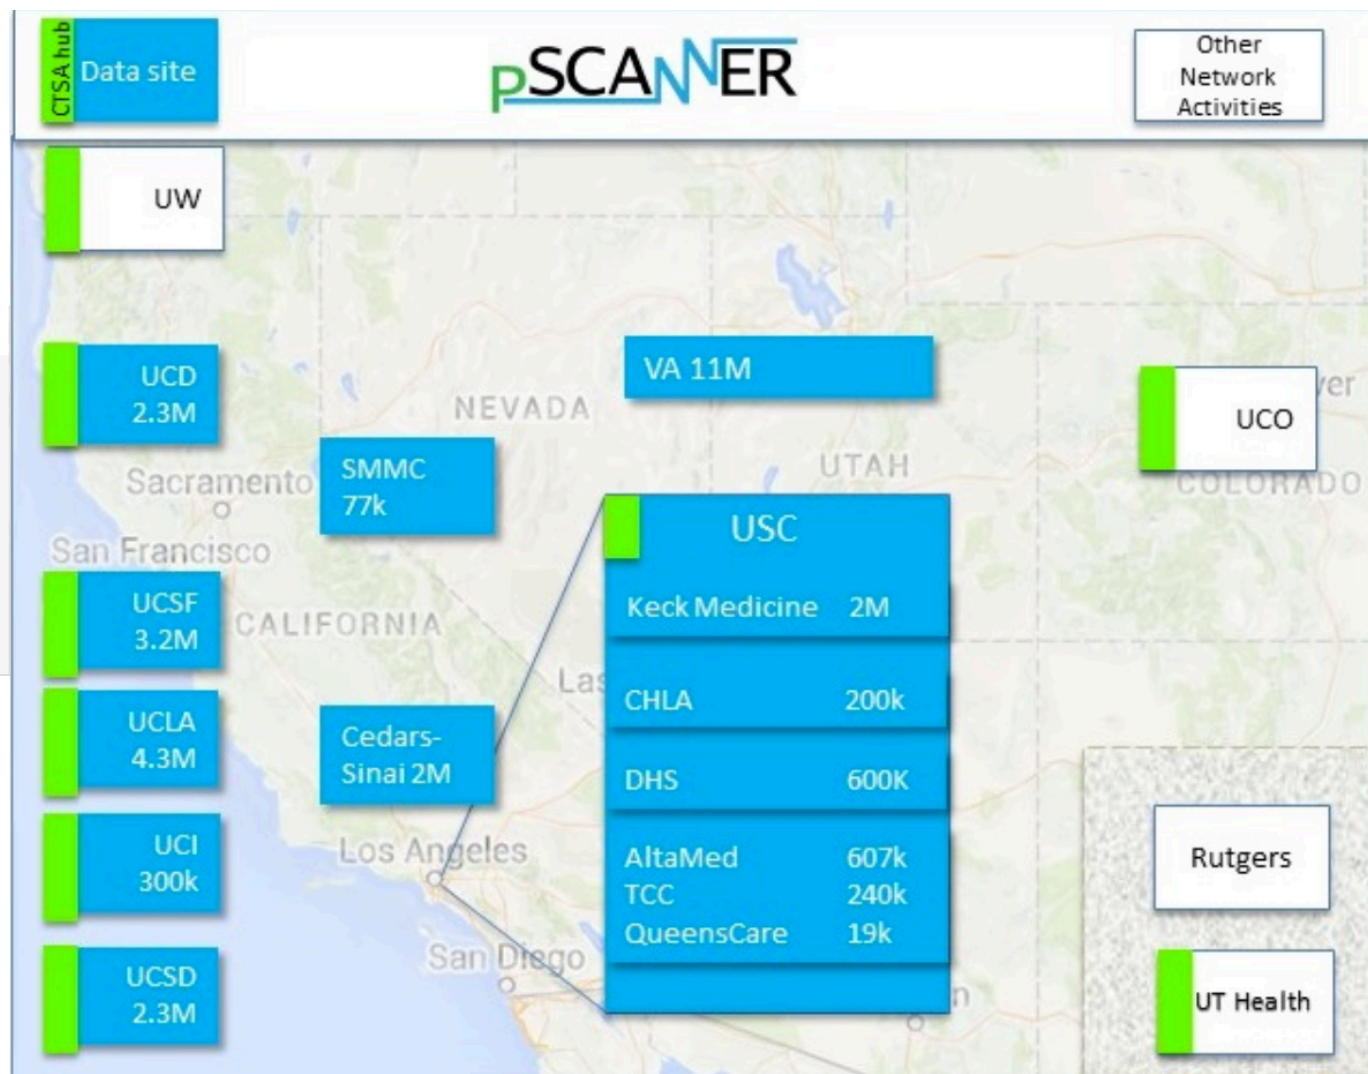 CTSA hub
Data site
pSCANNER
Other
Network
Activities
UW
UCD
2.3M
VA 11M
NEVADA
UCO
ver
SMMC
77k
UTAH
COLORADO
Sacramento
San Francisco
USC
UCSF
3.2M
CALIFORNIA
Keck Medicine 2M
Las
CHLA 200k
UCLA
4.3M
Cedars-
Sinai 2M
DHS 600K
UCI
300k
Los Angeles
AltaMed 607k
TCC 240k
QueensCare 19k
Rutgers
San Diego
UCSD
2.3M
n
UT Health